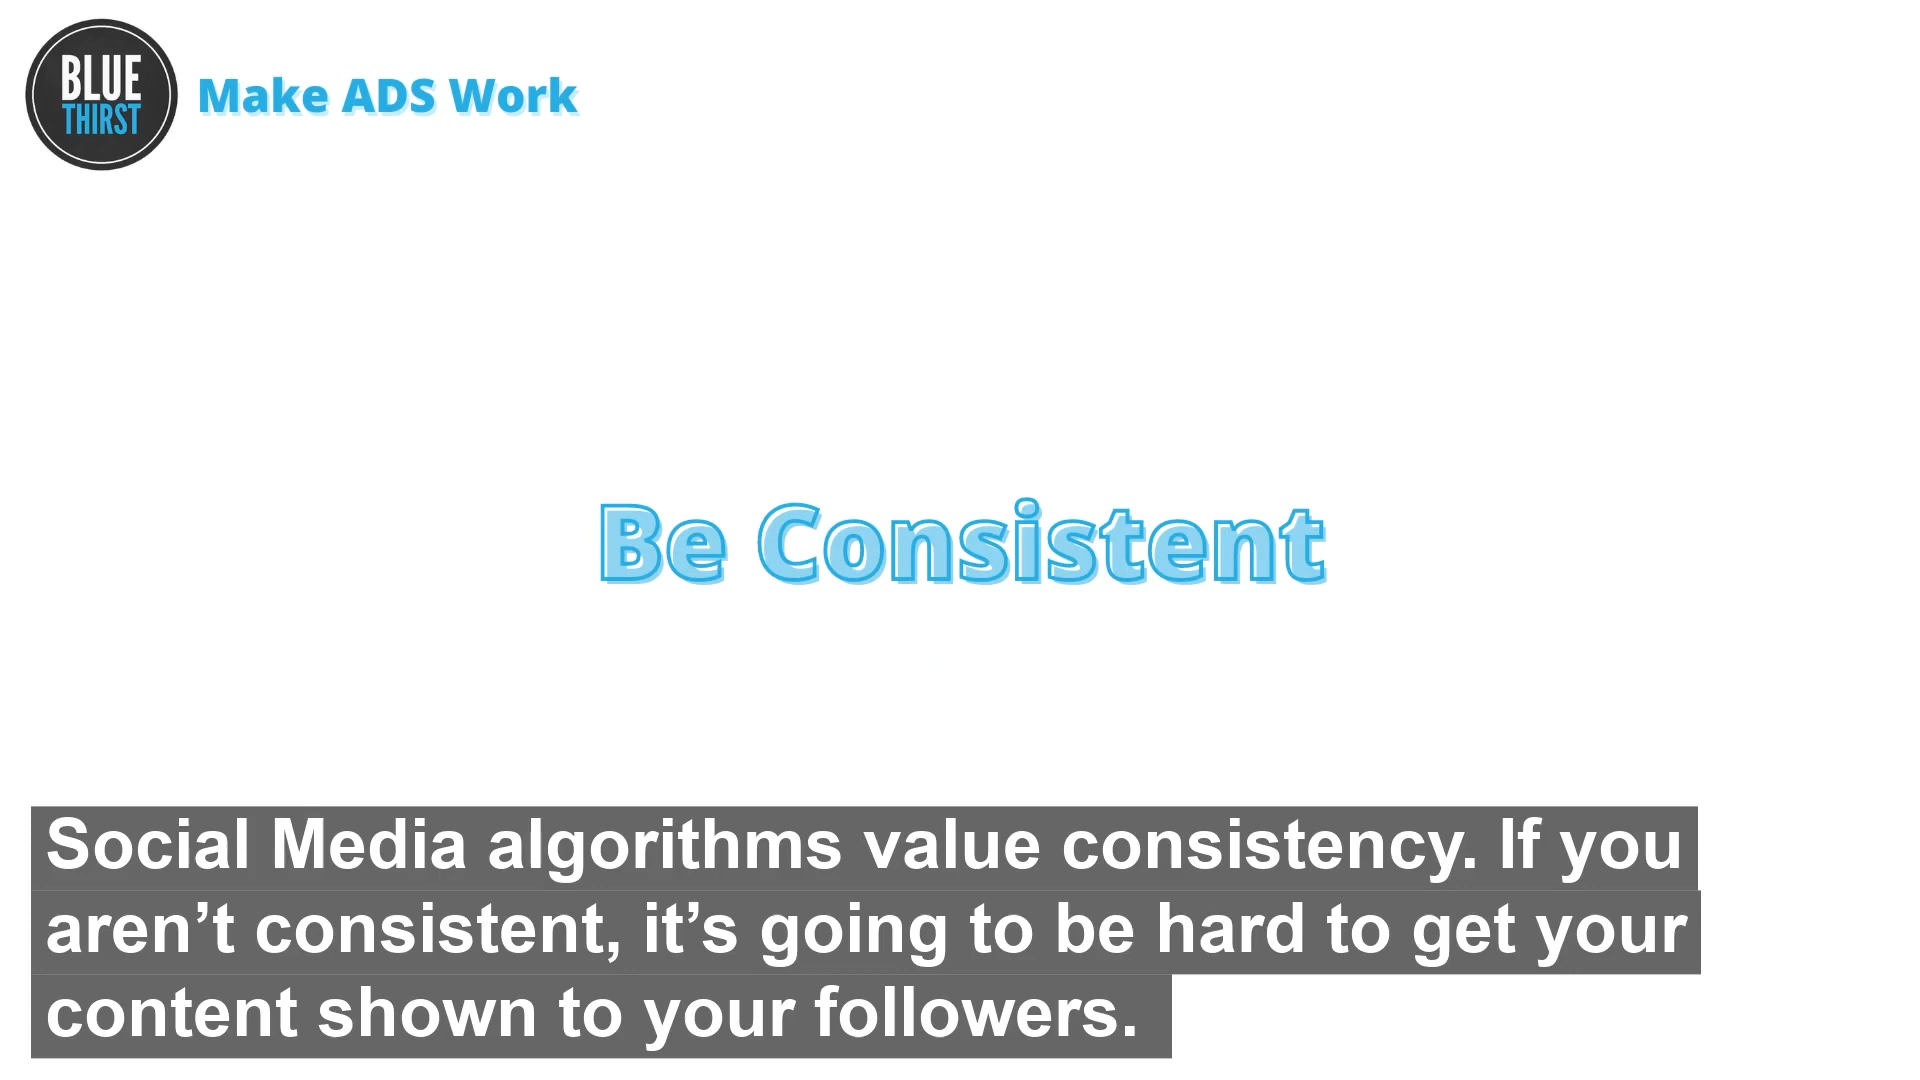 BLUE
THIRST
Make ADS Work
Be Consistent
Social Media algorithms value consistency. If you
aren’t consistent, it’s going to be hard to get your
content shown to your followers.